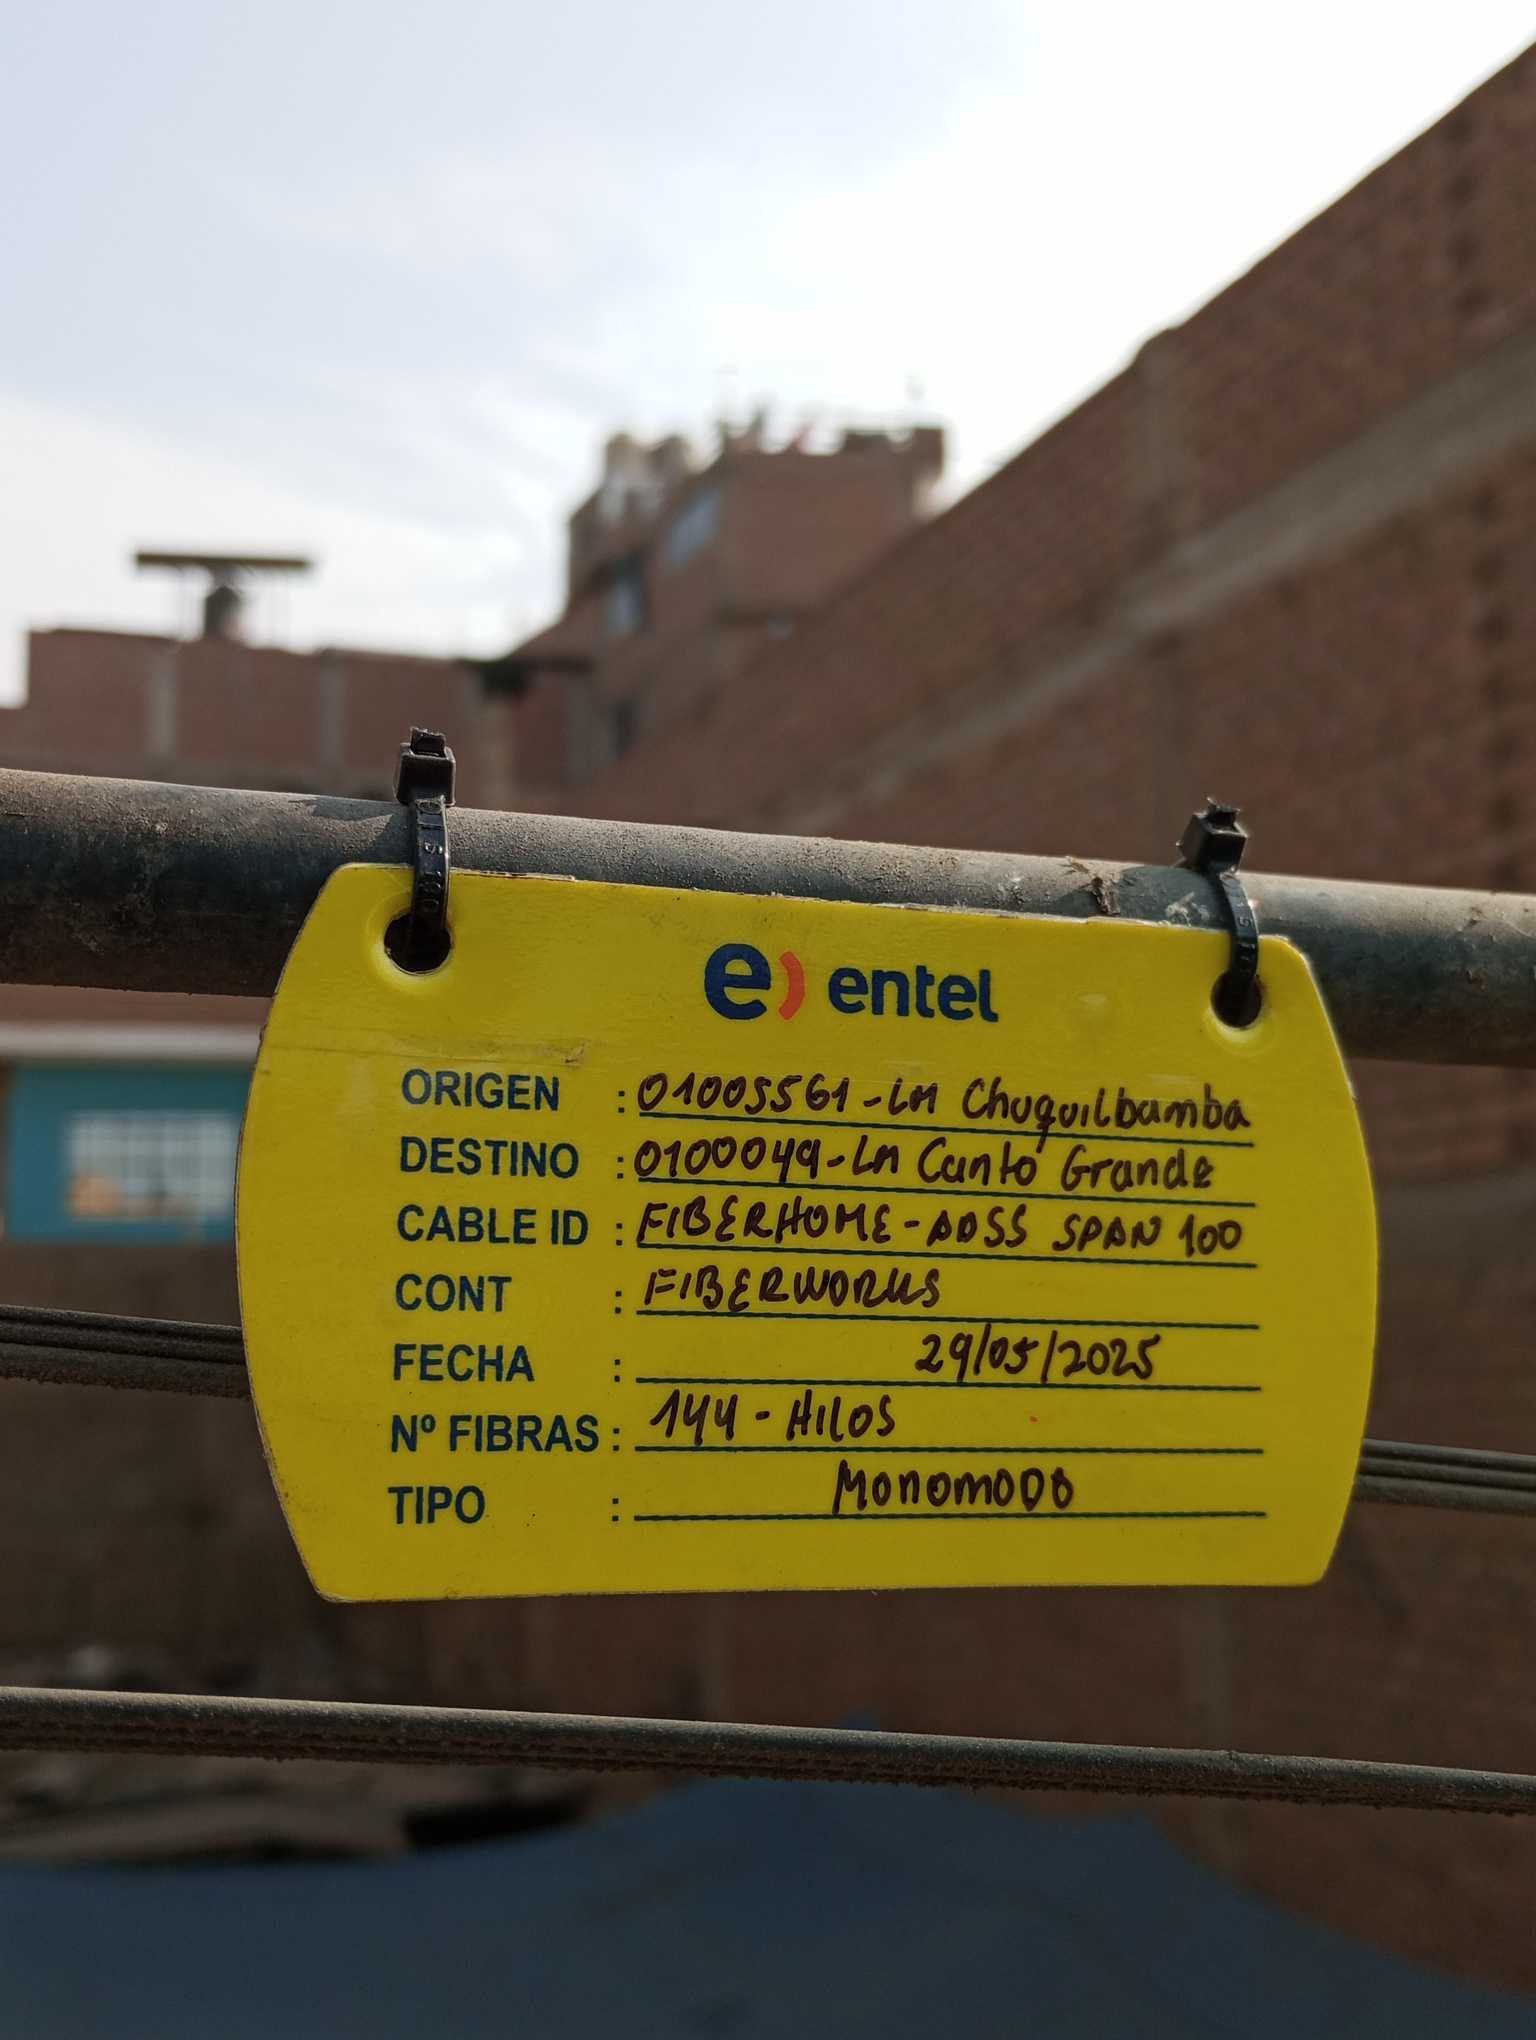 e) entel
ORIGEN : 01005561-LM Chuquilbamba
DESTINO : 0100049-LM Canto Grande
CABLE ID : FIBERHOME-ADSS SPAN 100
CONT : FIBERWORKS
FECHA : 29/05/2025
Nº FIBRAS : 144-HILOS
TIPO : MONOMODO